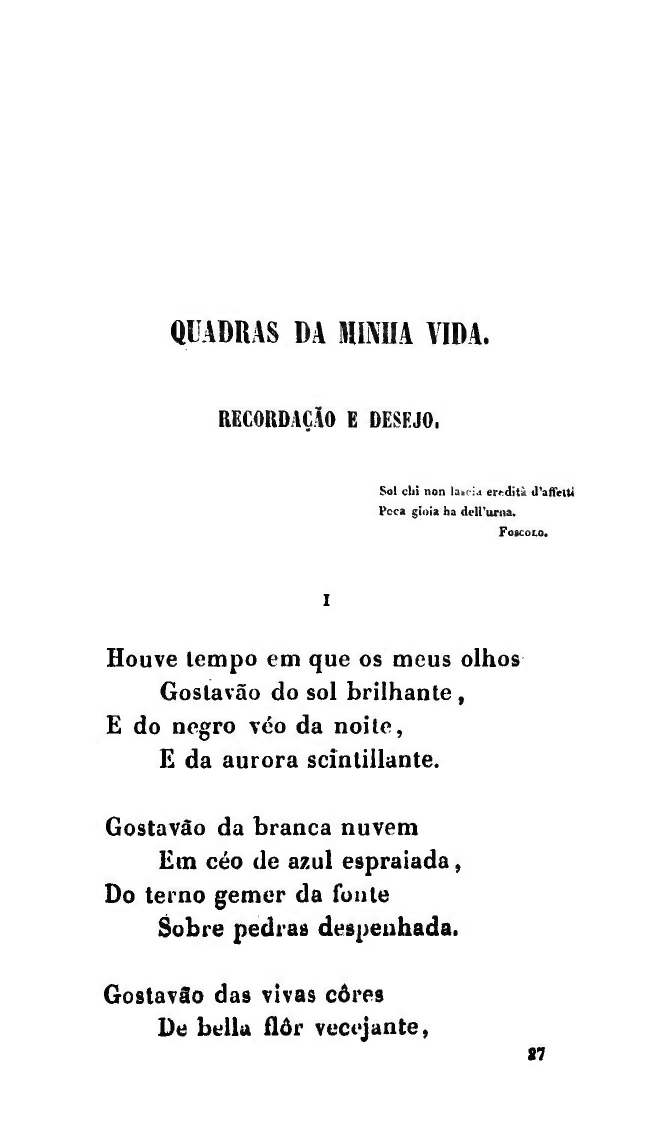 QUADRAS DA MINHA VIDA.
RECORDAÇÃO E DESEJO.
Sol chi non lascia eredità d'affetti
Poca gioia ha dell'urna.
FOSCOLO.
I
Houve tempo em que os meus olhos
Gostavão do sol brilhante,
E do negro véo da noite,
E da aurora scintillante.
Gostavão da branca nuvem
Em céo de azul espraiada,
Do terno gemer da fonte
Sobre pedras despenhada.
Gostavão das vivas côres
De bella flôr vecejante,
27